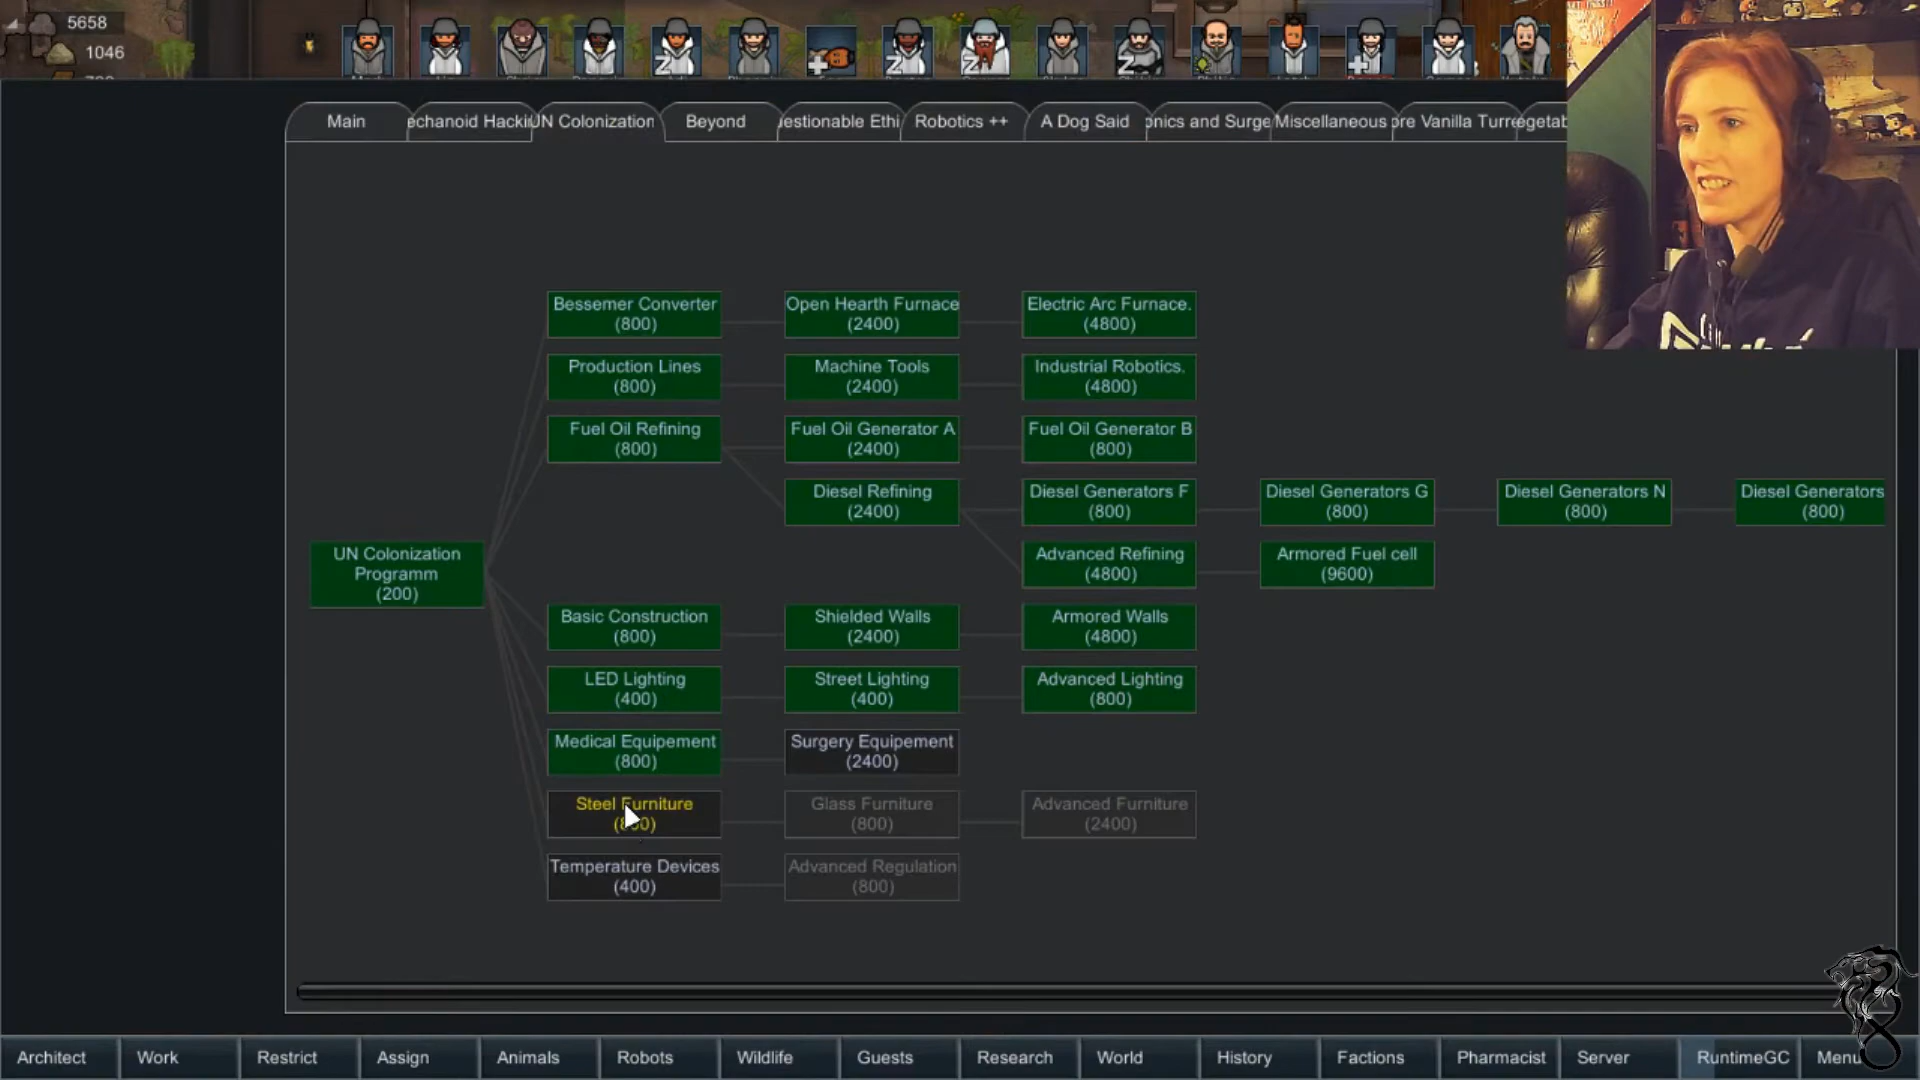 5658
1046
Main
echanoid Hackin
UN Colonization
Beyond
estionable Ethi
Robotics ++
A Dog Said
onics and Surge
Miscellaneous
ore Vanilla Turre
egetab
Bessemer Converter
(800)
Open Hearth Furnace
(2400)
Electric Arc Furnace.
(4800)
Production Lines
(800)
Machine Tools
(2400)
Industrial Robotics.
(4800)
Fuel Oil Refining
(800)
Fuel Oil Generator A
(2400)
Fuel Oil Generator B
(800)
Diesel Refining
(2400)
Diesel Generators F
(800)
Diesel Generators G
(800)
Diesel Generators N
(800)
Diesel Generators
(800)
UN Colonization
Programm
(200)
Advanced Refining
(4800)
Armored Fuel cell
(9600)
Basic Construction
(800)
Shielded Walls
(2400)
Armored Walls
(4800)
LED Lighting
(400)
Street Lighting
(400)
Advanced Lighting
(800)
Medical Equipement
(800)
Surgery Equipement
(2400)
Steel Furniture
(800)
Glass Furniture
(800)
Advanced Furniture
(2400)
Temperature Devices
(400)
Advanced Regulation
(800)
Architect
Work
Restrict
Assign
Animals
Robots
Wildlife
Guests
Research
World
History
Factions
Pharmacist
Server
RuntimeGC
Menu